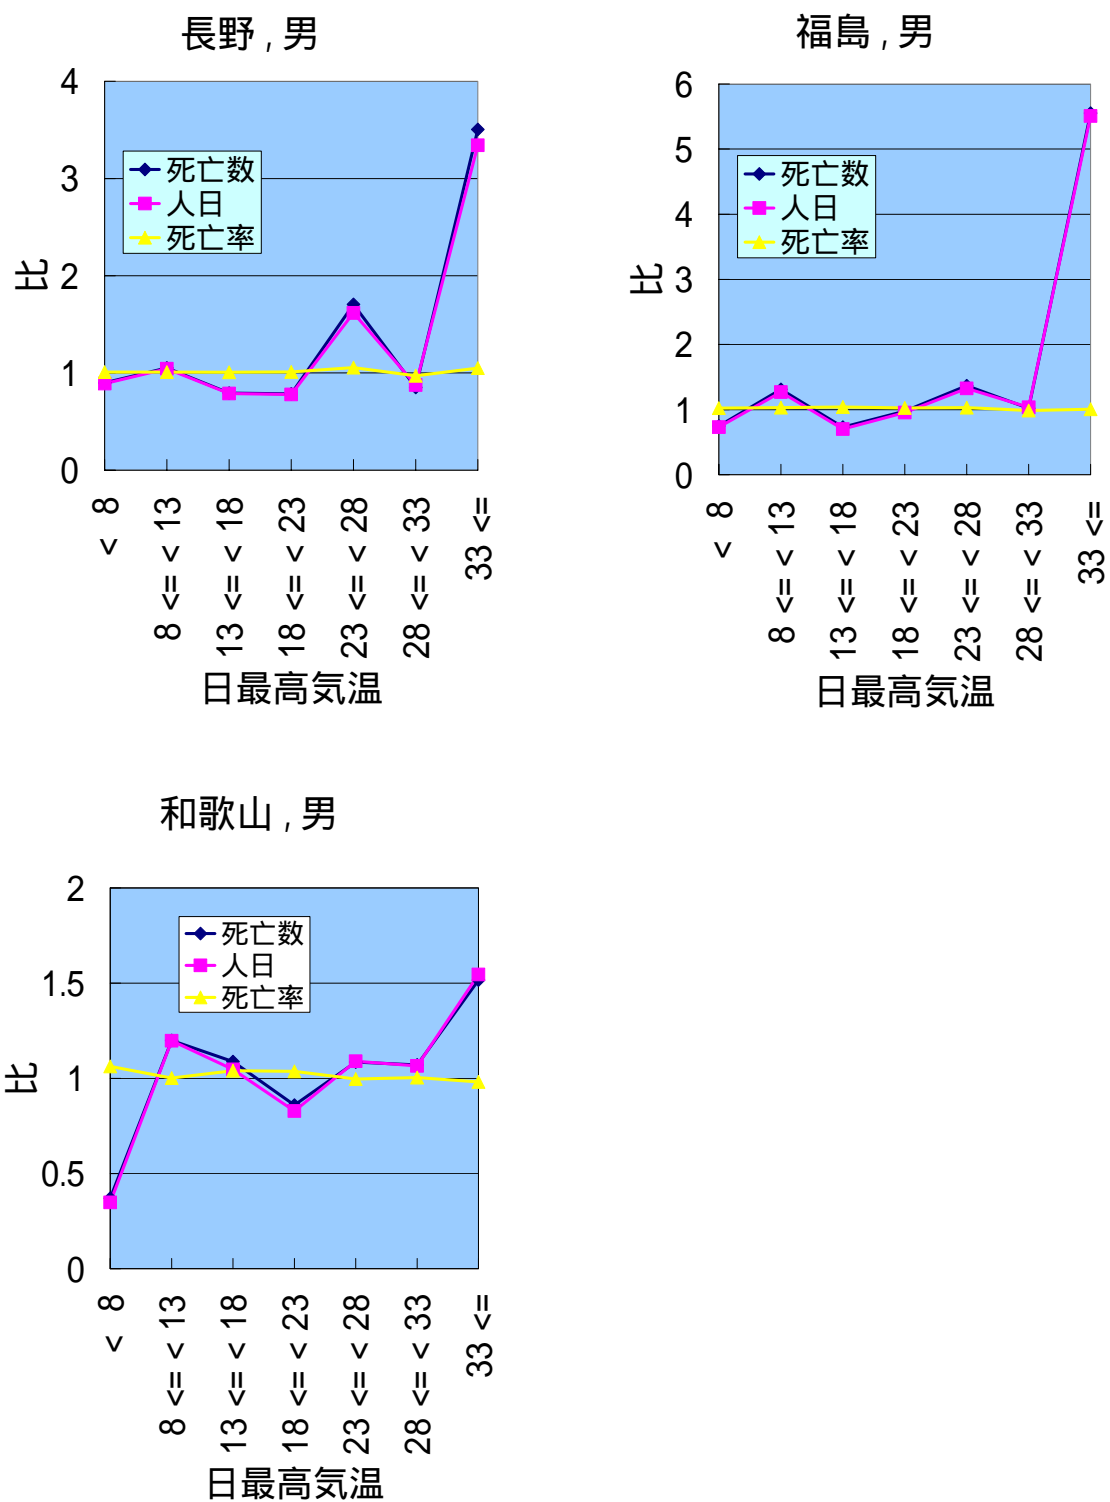 長野 , 男
4
3
2
1
0
比
死亡数
人日
死亡率
< 8
8 <= < 13
13 <= < 18
18 <= < 23
23 <= < 28
28 <= < 33
33 <=
日最高気温
福島 , 男
6
5
4
3
2
1
0
比
死亡数
人日
死亡率
< 8
8 <= < 13
13 <= < 18
18 <= < 23
23 <= < 28
28 <= < 33
33 <=
日最高気温
和歌山 , 男
2
1.5
1
0.5
0
比
死亡数
人日
死亡率
< 8
8 <= < 13
13 <= < 18
18 <= < 23
23 <= < 28
28 <= < 33
33 <=
日最高気温